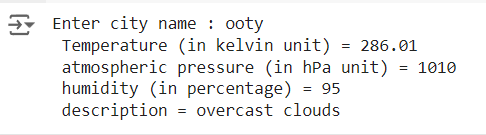 Enter city name : ooty
Temperature (in kelvin unit) = 286.01
atmospheric pressure (in hPa unit) = 1010
humidity (in percentage) = 95
description = overcast clouds